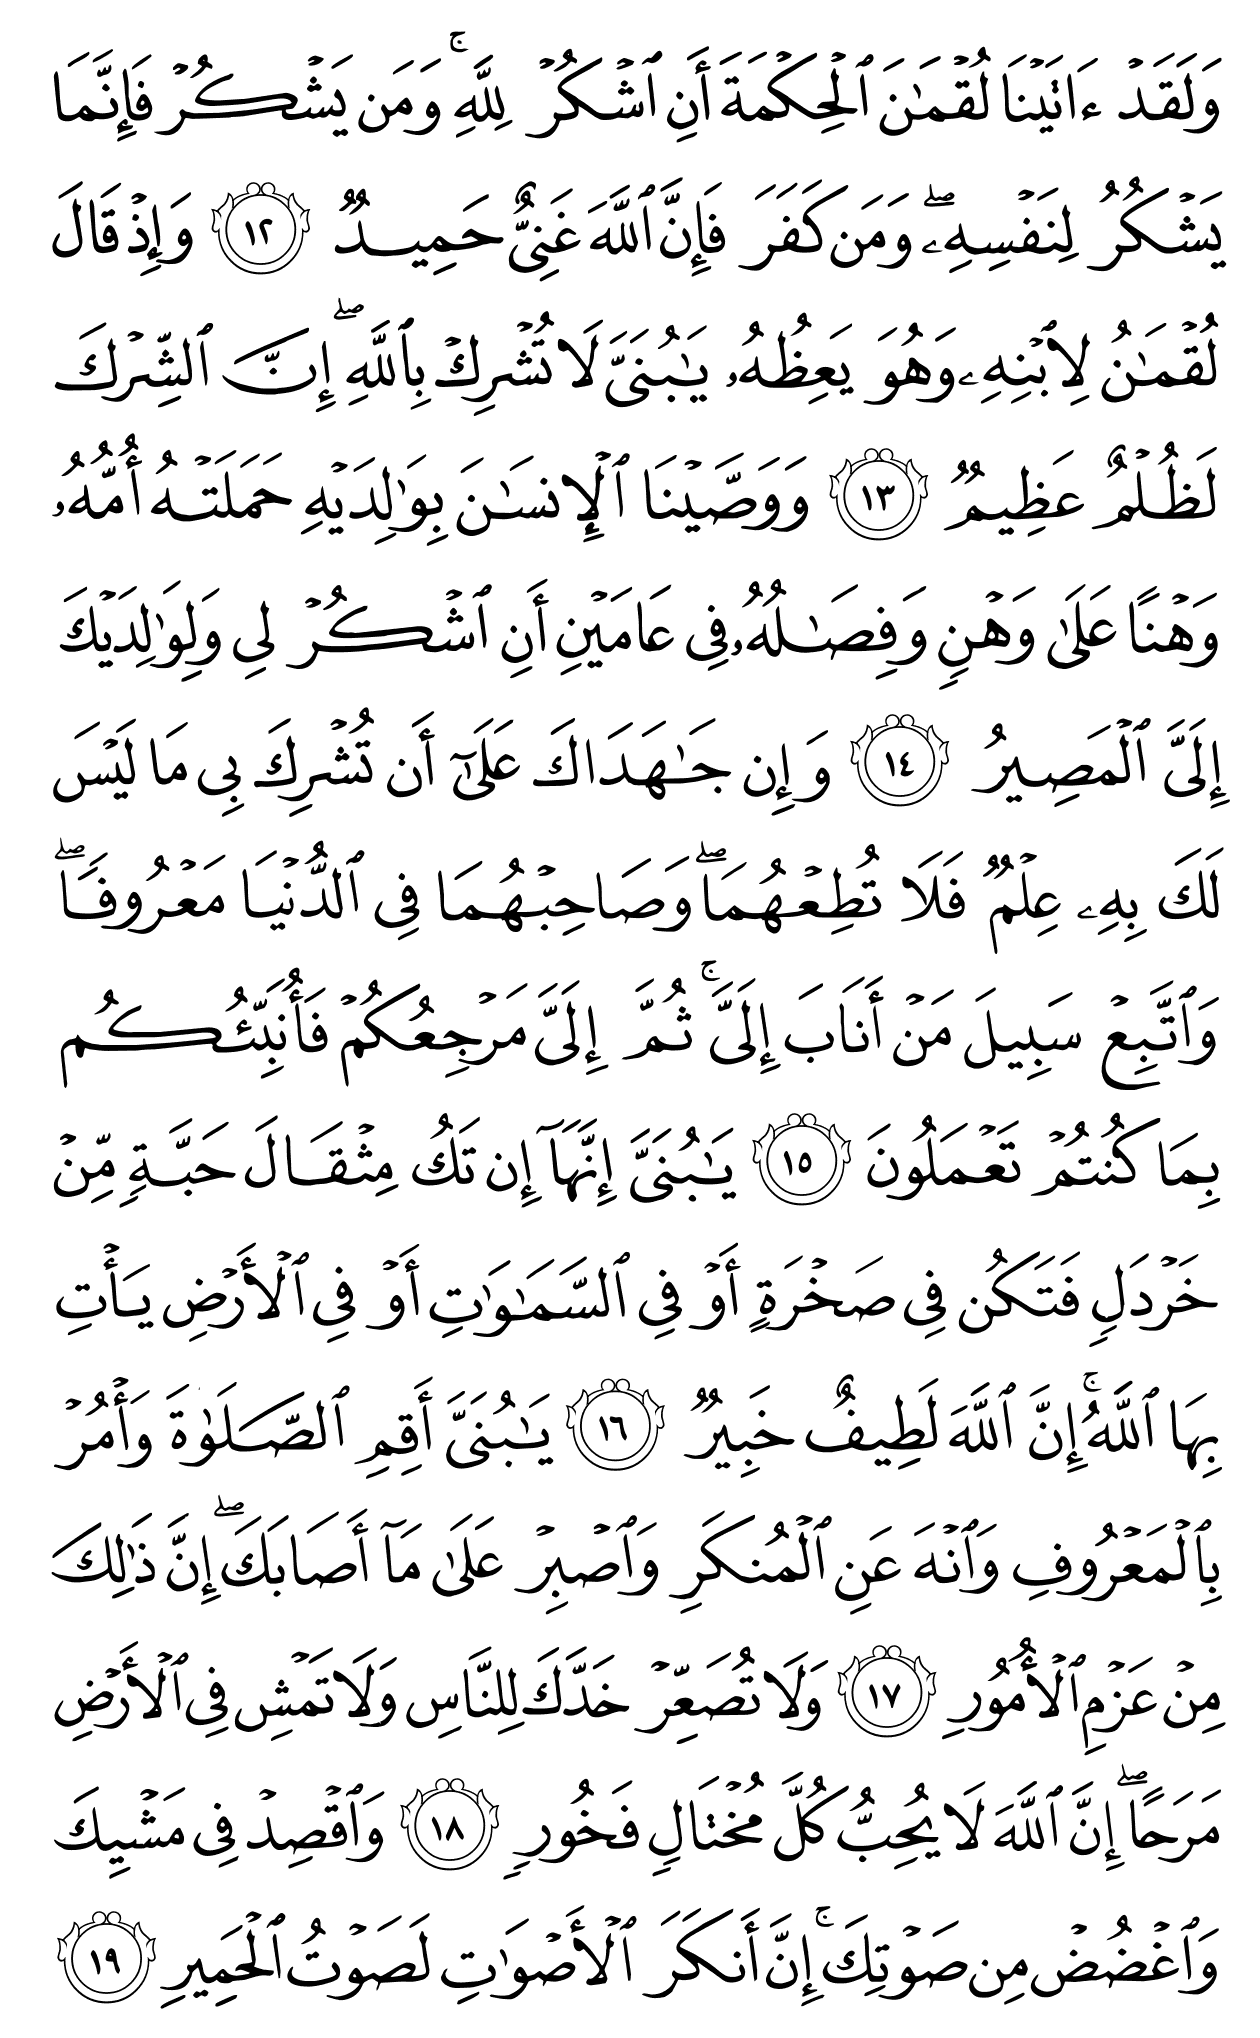 وَلَقَدۡ ءَاتَيۡنَا لُقۡمَٰنَ ٱلۡحِكۡمَةَ أَنِ ٱشۡكُرۡ لِلَّهِۚ وَمَن يَشۡكُرۡ فَإِنَّمَا
يَشۡكُرُ لِنَفۡسِهِۦۖ وَمَن كَفَرَ فَإِنَّ ٱللَّهَ غَنِيٌّ حَمِيدٞ ١٢ وَإِذۡ قَالَ
لُقۡمَٰنُ لِٱبۡنِهِۦ وَهُوَ يَعِظُهُۥ يَٰبُنَيَّ لَا تُشۡرِكۡ بِٱللَّهِۖ إِنَّ ٱلشِّرۡكَ
لَظُلۡمٌ عَظِيمٞ ١٣ وَوَصَّيۡنَا ٱلۡإِنسَٰنَ بِوَٰلِدَيۡهِ حَمَلَتۡهُ أُمُّهُۥ
وَهۡنًا عَلَىٰ وَهۡنٖ وَفِصَٰلُهُۥ فِي عَامَيۡنِ أَنِ ٱشۡكُرۡ لِي وَلِوَٰلِدَيۡكَ
إِلَيَّ ٱلۡمَصِيرُ ١٤ وَإِن جَٰهَدَاكَ عَلَىٰٓ أَن تُشۡرِكَ بِي مَا لَيۡسَ
لَكَ بِهِۦ عِلۡمٞ فَلَا تُطِعۡهُمَاۖ وَصَاحِبۡهُمَا فِي ٱلدُّنۡيَا مَعۡرُوفٗاۖ
وَٱتَّبِعۡ سَبِيلَ مَنۡ أَنَابَ إِلَيَّۚ ثُمَّ إِلَيَّ مَرۡجِعُكُمۡ فَأُنَبِّئُكُم
بِمَا كُنتُمۡ تَعۡمَلُونَ ١٥ يَٰبُنَيَّ إِنَّهَآ إِن تَكُ مِثۡقَالَ حَبَّةٖ مِّنۡ
خَرۡدَلٖ فَتَكُن فِي صَخۡرَةٍ أَوۡ فِي ٱلسَّمَٰوَٰتِ أَوۡ فِي ٱلۡأَرۡضِ يَأۡتِ
بِهَا ٱللَّهُۚ إِنَّ ٱللَّهَ لَطِيفٌ خَبِيرٞ ١٦ يَٰبُنَيَّ أَقِمِ ٱلصَّلَوٰةَ وَأۡمُرۡ
بِٱلۡمَعۡرُوفِ وَٱنۡهَ عَنِ ٱلۡمُنكَرِ وَٱصۡبِرۡ عَلَىٰ مَآ أَصَابَكَۖ إِنَّ ذَٰلِكَ
مِنۡ عَزۡمِ ٱلۡأُمُورِ ١٧ وَلَا تُصَعِّرۡ خَدَّكَ لِلنَّاسِ وَلَا تَمۡشِ فِي ٱلۡأَرۡضِ
مَرَحًاۖ إِنَّ ٱللَّهَ لَا يُحِبُّ كُلَّ مُخۡتَالٖ فَخُورٖ ١٨ وَٱقۡصِدۡ فِي مَشۡيِكَ
وَٱغۡضُضۡ مِن صَوۡتِكَۚ إِنَّ أَنكَرَ ٱلۡأَصۡوَٰتِ لَصَوۡتُ ٱلۡحَمِيرِ ١٩